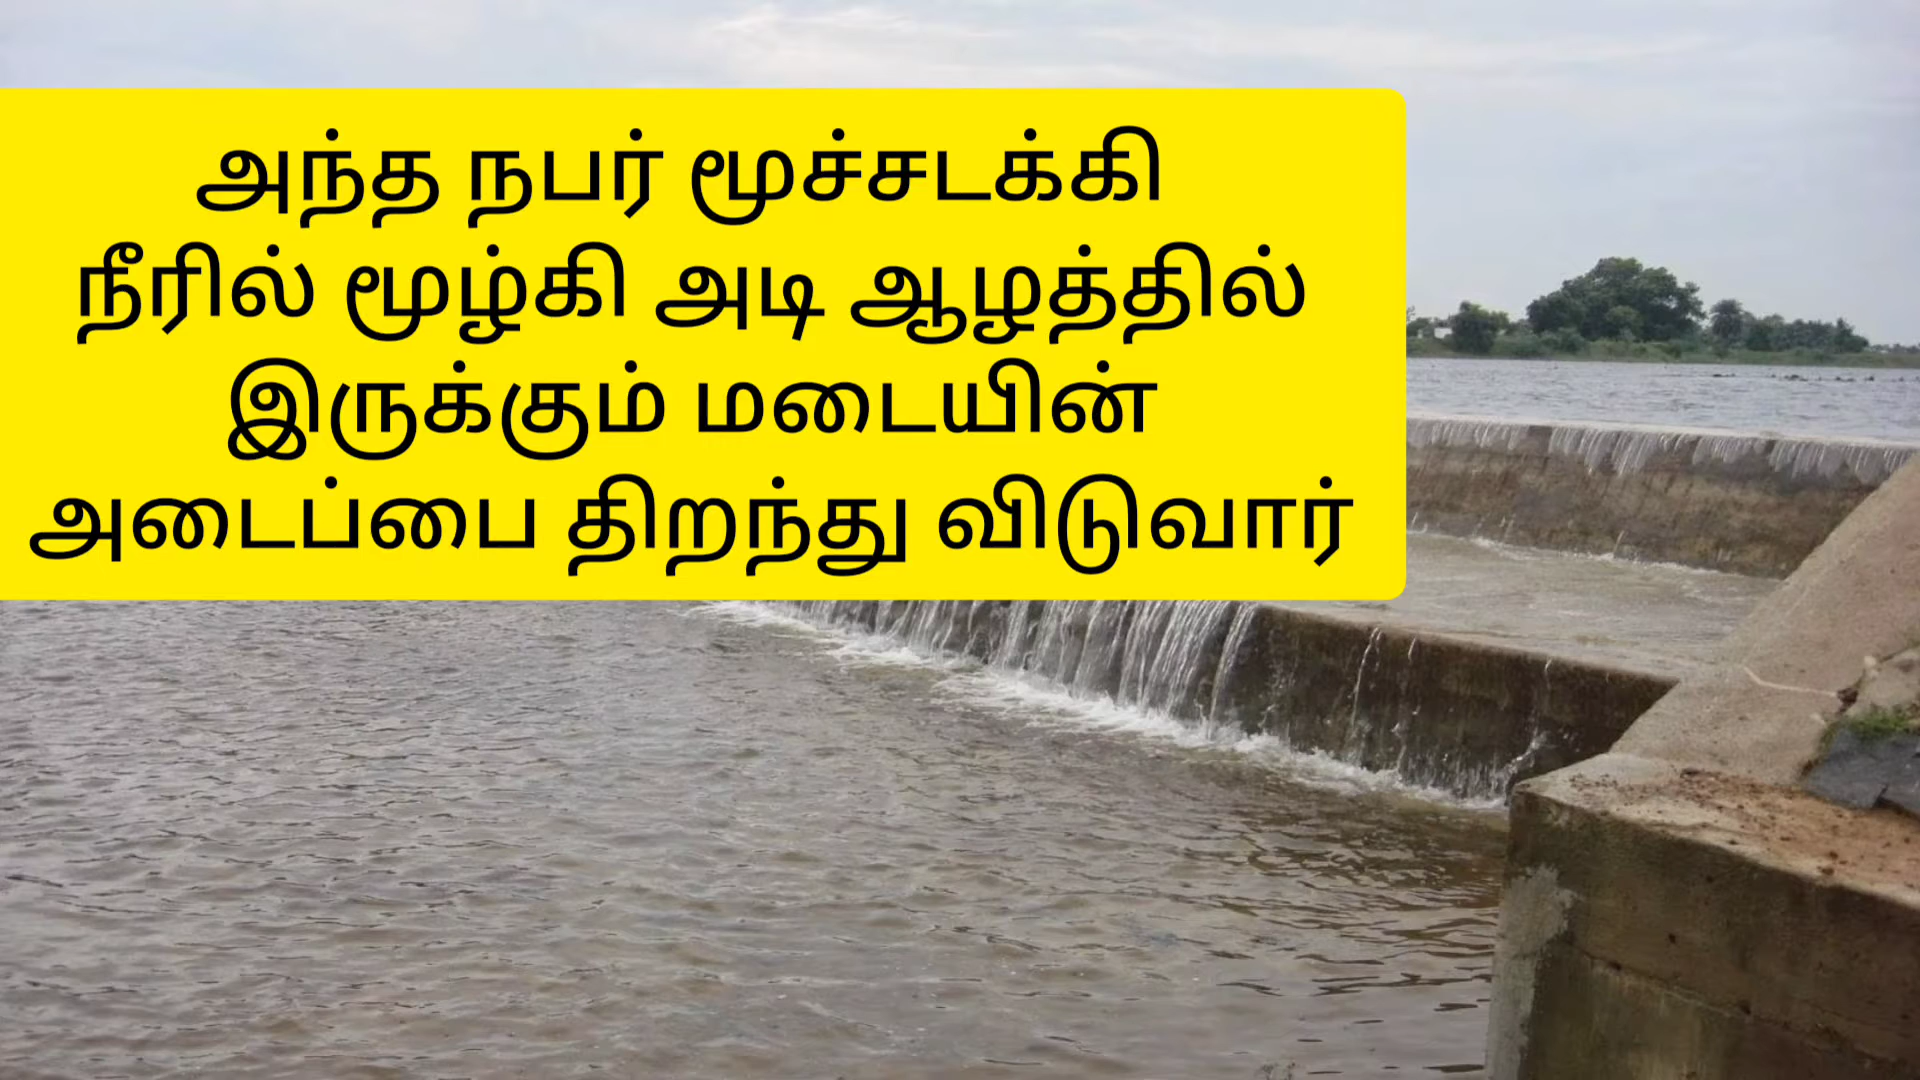 அந்த நபர் மூச்சடக்கி
நீரில் மூழ்கி அடி ஆழத்தில்
இருக்கும் மடையின்
அடைப்பை திறந்து விடுவார்